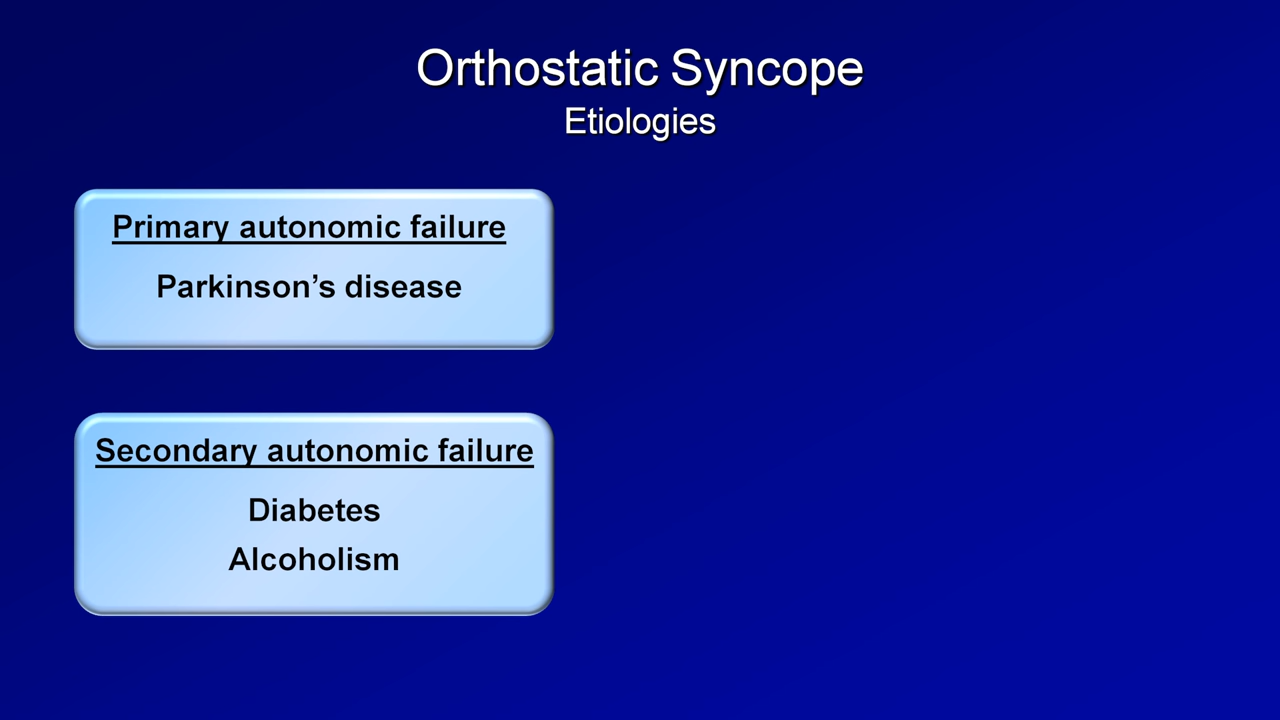 Orthostatic Syncope
Etiologies
Primary autonomic failure
Parkinson’s disease
Secondary autonomic failure
Diabetes
Alcoholism